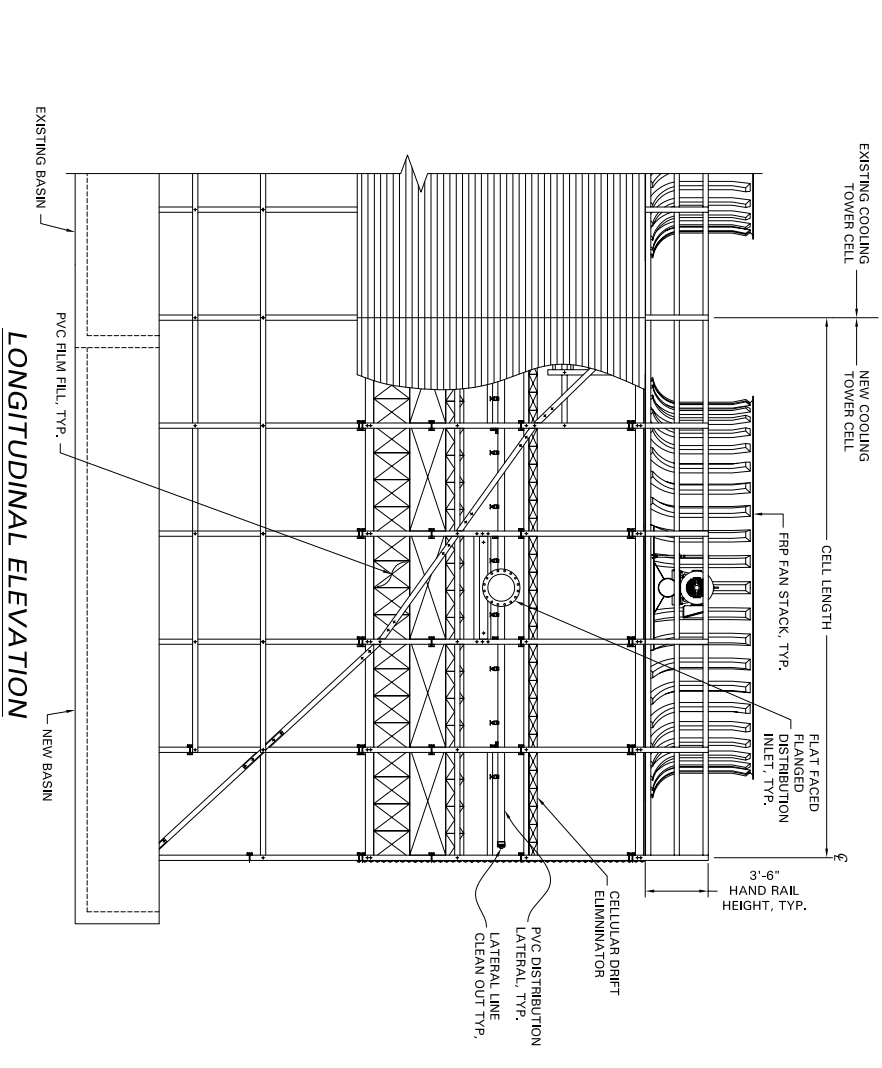 EXISTING COOLING
TOWER CELL
NEW COOLING
TOWER CELL
CELL LENGTH
FRP FAN STACK, TYP.
FLAT FACED
FLANGED
DISTRIBUTION
INLET, TYP.
3'-6"
HAND RAIL
HEIGHT, TYP.
CELLULAR DRIFT
ELIMNINATOR
PVC DISTRIBUTION
LATERAL, TYP.
LATERAL LINE
CLEAN OUT TYP,
EXISTING BASIN
PVC FILM FILL, TYP.
NEW BASIN
LONGITUDINAL ELEVATION